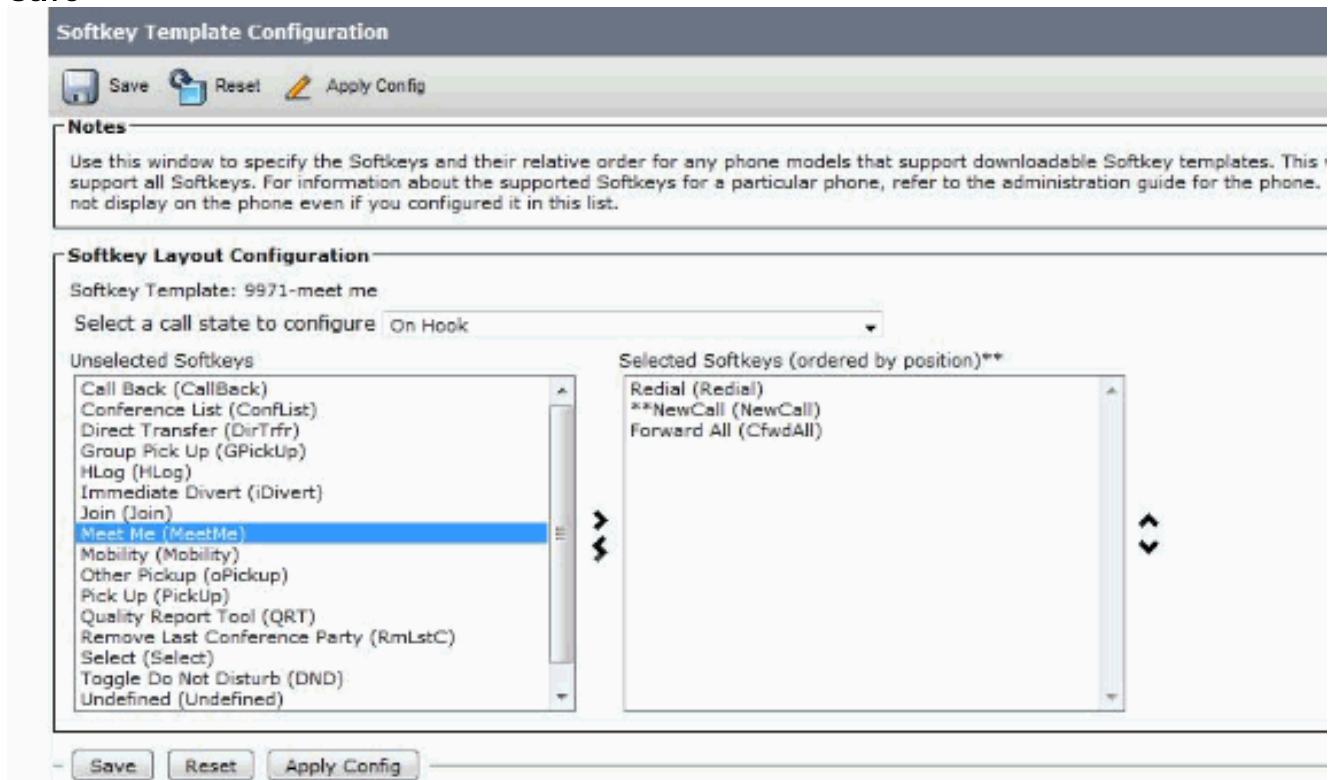 Softkey Template Configuration
Save Reset Apply Config
Notes
Use this window to specify the Softkeys and their relative order for any phone models that support downloadable Softkey templates. This
support all Softkeys. For information about the supported Softkeys for a particular phone, refer to the administration guide for the phone.
not display on the phone even if you configured it in this list.
Softkey Layout Configuration
Softkey Template: 9971-meet me
Select a call state to configure On Hook
Unselected Softkeys
Call Back (CallBack)
Conference List (ConfList)
Direct Transfer (DirTrfr)
Group Pick Up (GPickUp)
HLog (HLog)
Immediate Divert (iDivert)
Join (Join)
Meet Me (MeetMe)
Mobility (Mobility)
Other Pickup (oPickup)
Pick Up (PickUp)
Quality Report Tool (QRT)
Remove Last Conference Party (RmLstC)
Select (Select)
Toggle Do Not Disturb (DND)
Undefined (Undefined)
Selected Softkeys (ordered by position)**
Redial (Redial)
**NewCall (NewCall)
Forward All (CfwdAll)
Save Reset Apply Config